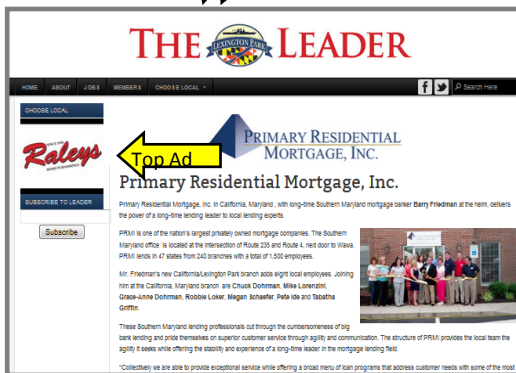 THE LEXINGTON PARK LEADER
HOME ABOUT JOBS MEMBERS CHOOSE LOCAL
Search Here
CHOOSE LOCAL
Raleys
Top Ad
SUBSCRIBE TO LEADER
Subscribe
PRIMARY RESIDENTIAL
MORTGAGE, INC.
Primary Residential Mortgage, Inc.
Primary Residential Mortgage, Inc. in California, Maryland , with long-time Southern Maryland mortgage banker Barry Friedman at the helm, delivers
the power of a long-time lending leader to local lending experts.
PRMI is one of the nation's largest privately owned mortgage companies. The Southern
Maryland office is located at the intersection of Route 235 and Route 4, next door to Wawa.
PRMI lends in 47 states from 240 branches with a total of 1,500 employees.
Mr. Friedman's new California/Lexington Park branch adds eight local employees. Joining
him at the California, Maryland branch are Chuck Dohrman, Mike Lorenzini,
Grace-Anne Dohrman, Robbie Loker, Megan Schaefer, Pete Ide and Tabatha
Griffin.
These Southern Maryland lending professionals cut through the cumbersomeness of big
bank lending and pride themselves on superior customer service through agility and communication. The structure of PRMI provides the local team the
agility it seeks while offering the stability and experience of a long-time leader in the mortgage lending field.
"Collectively we are able to provide exceptional service while offering a broad menu of loan programs that address customer needs with some of the most